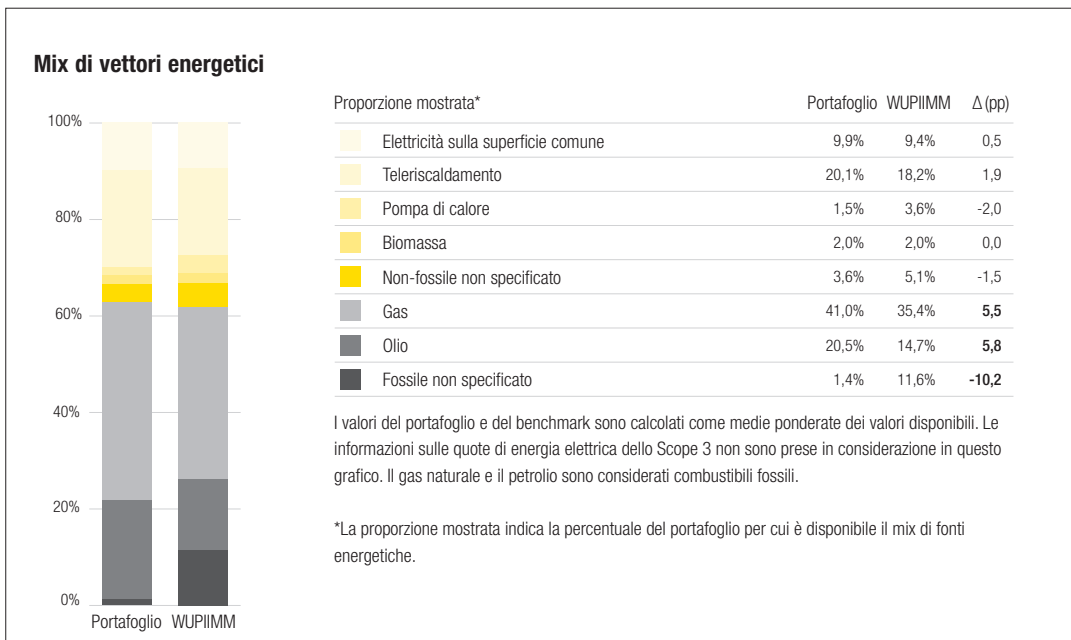 Mix di vettori energetici
100%
80%
60%
40%
20%
0%
Portafoglio WUPIIMM
Proporzione mostrata* Portafoglio WUPIIMM Δ (pp)
Elettricità sulla superficie comune 9,9% 9,4% 0,5
Teleriscaldamento 20,1% 18,2% 1,9
Pompa di calore 1,5% 3,6% -2,0
Biomassa 2,0% 2,0% 0,0
Non-fossile non specificato 3,6% 5,1% -1,5
Gas 41,0% 35,4% 5,5
Olio 20,5% 14,7% 5,8
Fossile non specificato 1,4% 11,6% -10,2
I valori del portafoglio e del benchmark sono calcolati come medie ponderate dei valori disponibili. Le
informazioni sulle quote di energia elettrica dello Scope 3 non sono prese in considerazione in questo
grafico. Il gas naturale e il petrolio sono considerati combustibili fossili.
*La proporzione mostrata indica la percentuale del portafoglio per cui è disponibile il mix di fonti
energetiche.